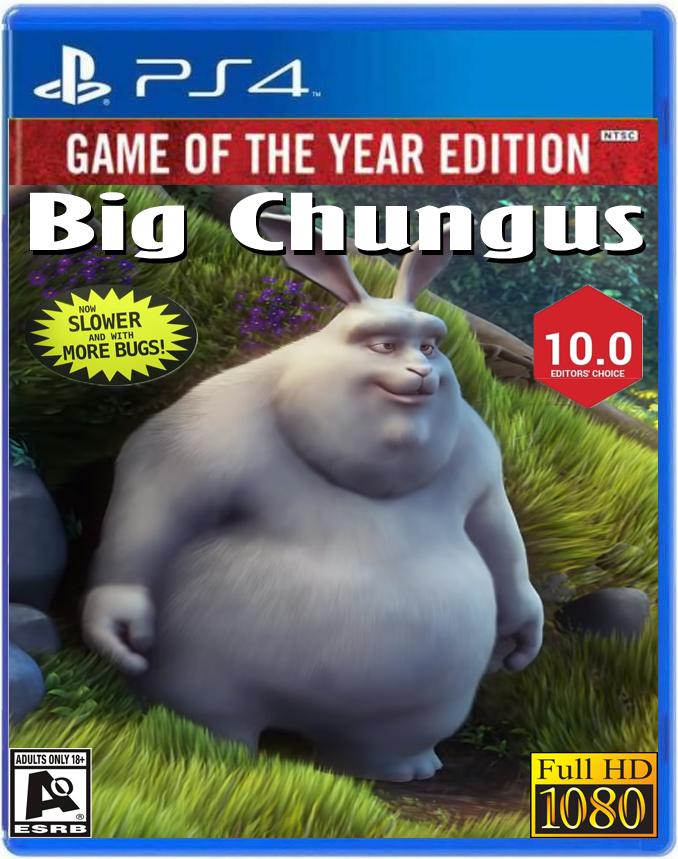 PS4™
GAME OF THE YEAR EDITION
NTSC
Big Chungus
NOW
SLOWER
AND WITH
MORE BUGS!
10.0
EDITORS' CHOICE
ADULTS ONLY 18+
AO
®
ESRB
Full HD
1080